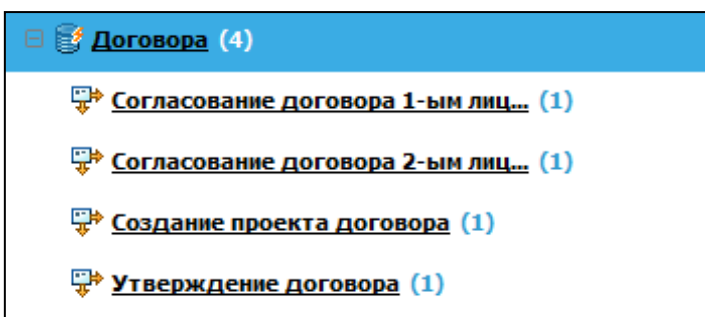 Договора (4)
Согласование договора 1-ым лиц... (1)
Согласование договора 2-ым лиц... (1)
Создание проекта договора (1)
Утверждение договора (1)